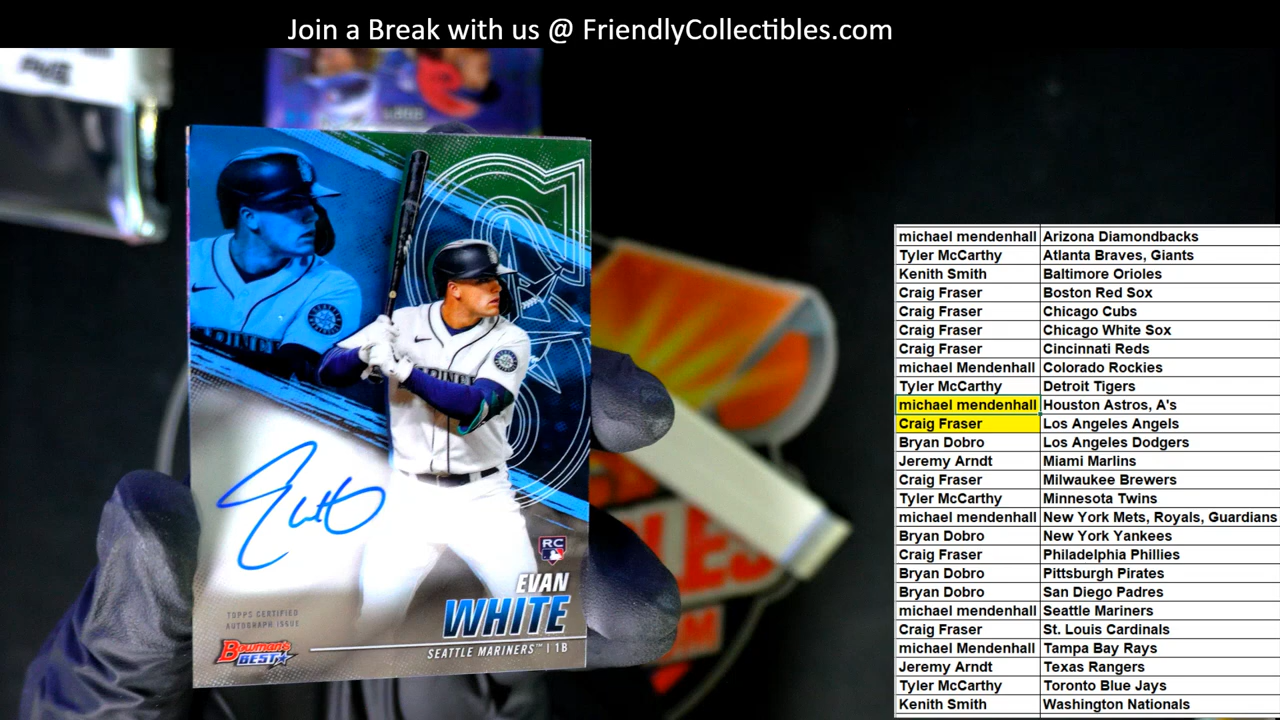 Join a Break with us @ FriendlyCollectibles.com
EVAN
WHITE
SEATTLE MARINERS™ | 1B
RC
TOPPS CERTIFIED
AUTOGRAPH ISSUE
Bowman's
BEST
michael mendenhall Arizona Diamondbacks
Tyler McCarthy Atlanta Braves, Giants
Kenith Smith Baltimore Orioles
Craig Fraser Boston Red Sox
Craig Fraser Chicago Cubs
Craig Fraser Chicago White Sox
Craig Fraser Cincinnati Reds
michael Mendenhall Colorado Rockies
Tyler McCarthy Detroit Tigers
michael mendenhall Houston Astros, A's
Craig Fraser Los Angeles Angels
Bryan Dobro Los Angeles Dodgers
Jeremy Arndt Miami Marlins
Craig Fraser Milwaukee Brewers
Tyler McCarthy Minnesota Twins
michael mendenhall New York Mets, Royals, Guardians
Bryan Dobro New York Yankees
Craig Fraser Philadelphia Phillies
Bryan Dobro Pittsburgh Pirates
Bryan Dobro San Diego Padres
michael mendenhall Seattle Mariners
Craig Fraser St. Louis Cardinals
michael Mendenhall Tampa Bay Rays
Jeremy Arndt Texas Rangers
Tyler McCarthy Toronto Blue Jays
Kenith Smith Washington Nationals